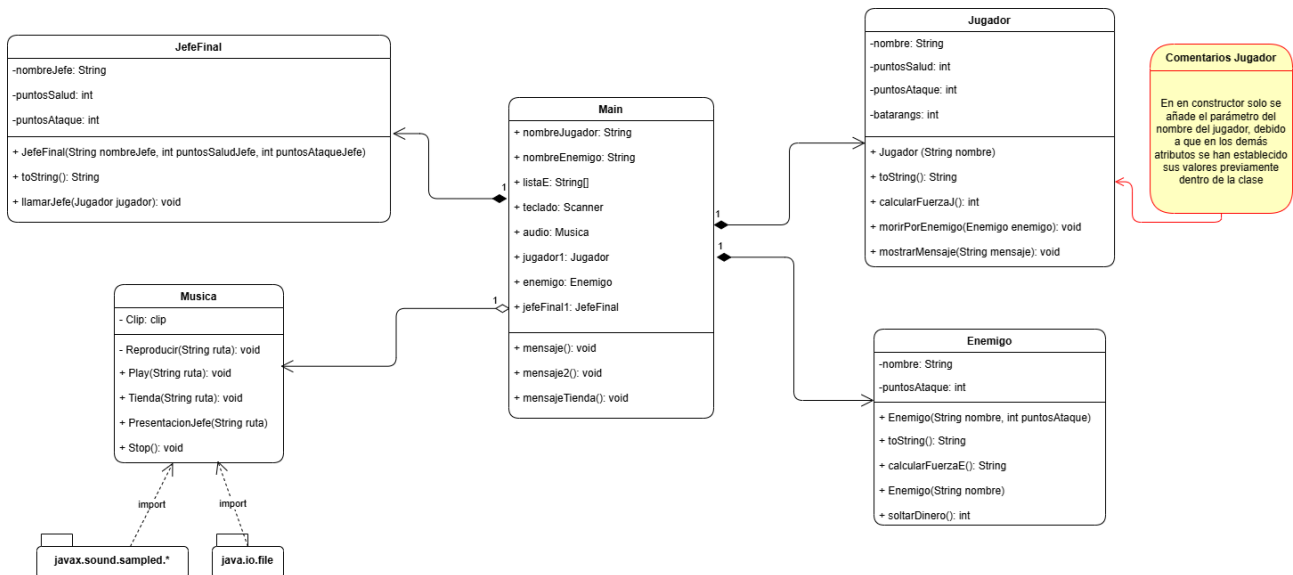 JefeFinal
-nombreJefe: String
-puntosSalud: int
-puntosAtaque: int
+ JefeFinal(String nombreJefe, int puntosSaludJefe, int puntosAtaqueJefe)
+ toString(): String
+ llamarJefe(Jugador jugador): void
Musica
- Clip: clip
- Reproducir(String ruta): void
+ Play(String ruta): void
+ Tienda(String ruta): void
+ PresentacionJefe(String ruta)
+ Stop(): void
import
import
javax.sound.sampled.*
java.io.file
1
1
Main
+ nombreJugador: String
+ nombreEnemigo: String
+ listaE: String[]
+ teclado: Scanner
+ audio: Musica
+ jugador1: Jugador
+ enemigo: Enemigo
+ jefeFinal1: JefeFinal
+ mensaje(): void
+ mensaje2(): void
+ mensajeTienda(): void
1
1
Jugador
-nombre: String
-puntosSalud: int
-puntosAtaque: int
-batarangs: int
+ Jugador (String nombre)
+ toString(): String
+ calcularFuerzaJ(): int
+ morirPorEnemigo(Enemigo enemigo): void
+ mostrarMensaje(String mensaje): void
Comentarios Jugador
En en constructor solo se
añade el parámetro del
nombre del jugador, debido
a que en los demás
atributos se han establecido
sus valores previamente
dentro de la clase
Enemigo
-nombre: String
-puntosAtaque: int
+ Enemigo(String nombre, int puntosAtaque)
+ toString(): String
+ calcularFuerzaE(): String
+ Enemigo(String nombre)
+ soltarDinero(): int